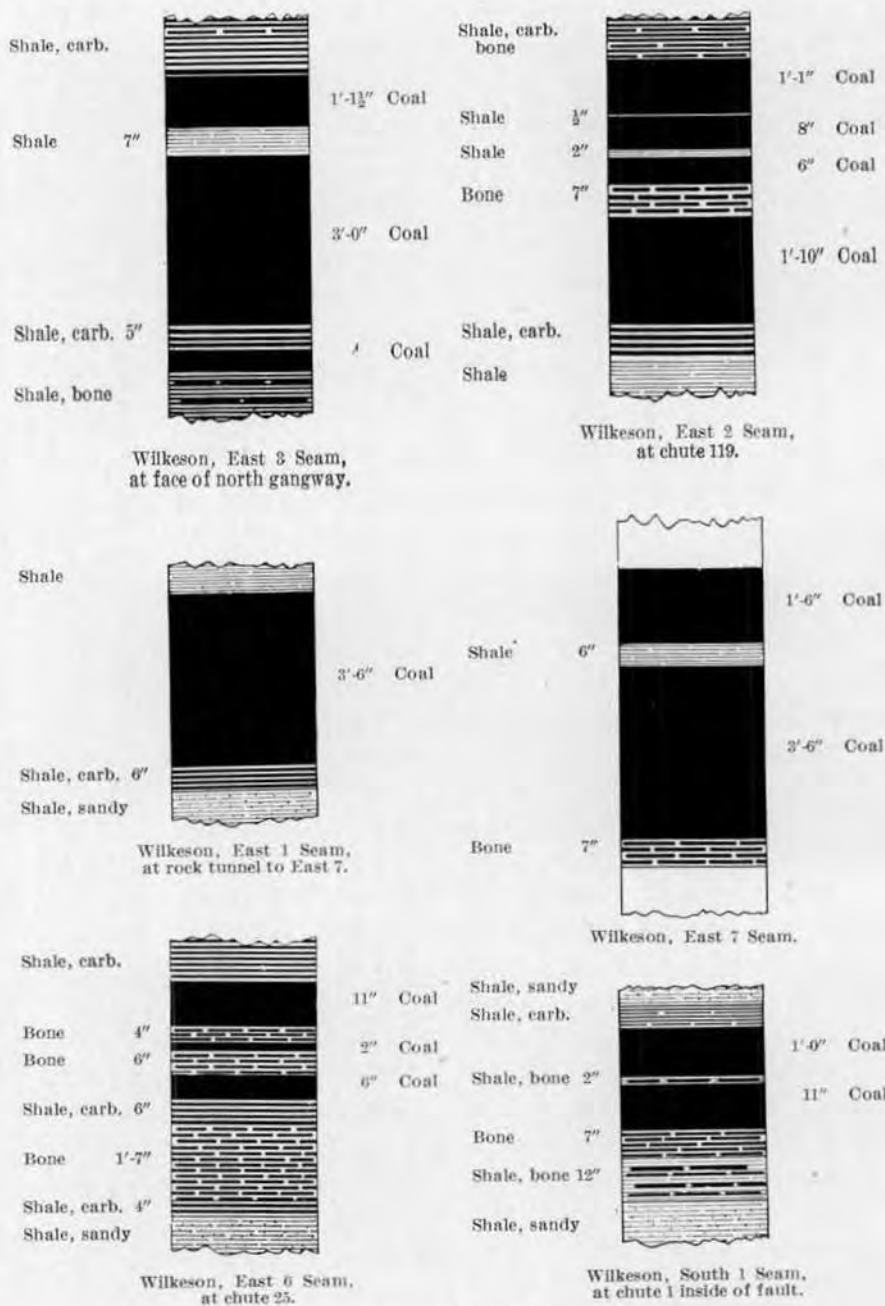 Shale, carb.
1'-1½" Coal
Shale 7"
3'-0" Coal
Shale, carb. 5"
Coal
Shale, bone
Wilkeson, East 3 Seam,
at face of north gangway.
Shale, carb.
bone
1'-1" Coal
Shale ½"
8" Coal
Shale 2"
6" Coal
Bone 7"
1'-10" Coal
Shale, carb.
Shale
Wilkeson, East 2 Seam,
at chute 119.
Shale
3'-6" Coal
Shale, carb. 6"
Shale, sandy
Wilkeson, East 1 Seam,
at rock tunnel to East 7.
1'-6" Coal
Shale 6"
3'-6" Coal
Bone 7"
Wilkeson, East 7 Seam.
Shale, carb.
11" Coal
Bone 4"
2" Coal
Bone 6"
6" Coal
Shale, carb. 6"
Bone 1'-7"
Shale, carb. 4"
Shale, sandy
Wilkeson, East 6 Seam,
at chute 25.
Shale, sandy
Shale, carb.
1'-0" Coal
Shale, bone 2"
11" Coal
Bone 7"
Shale, bone 12"
Shale, sandy
Wilkeson, South 1 Seam,
at chute 1 inside of fault.